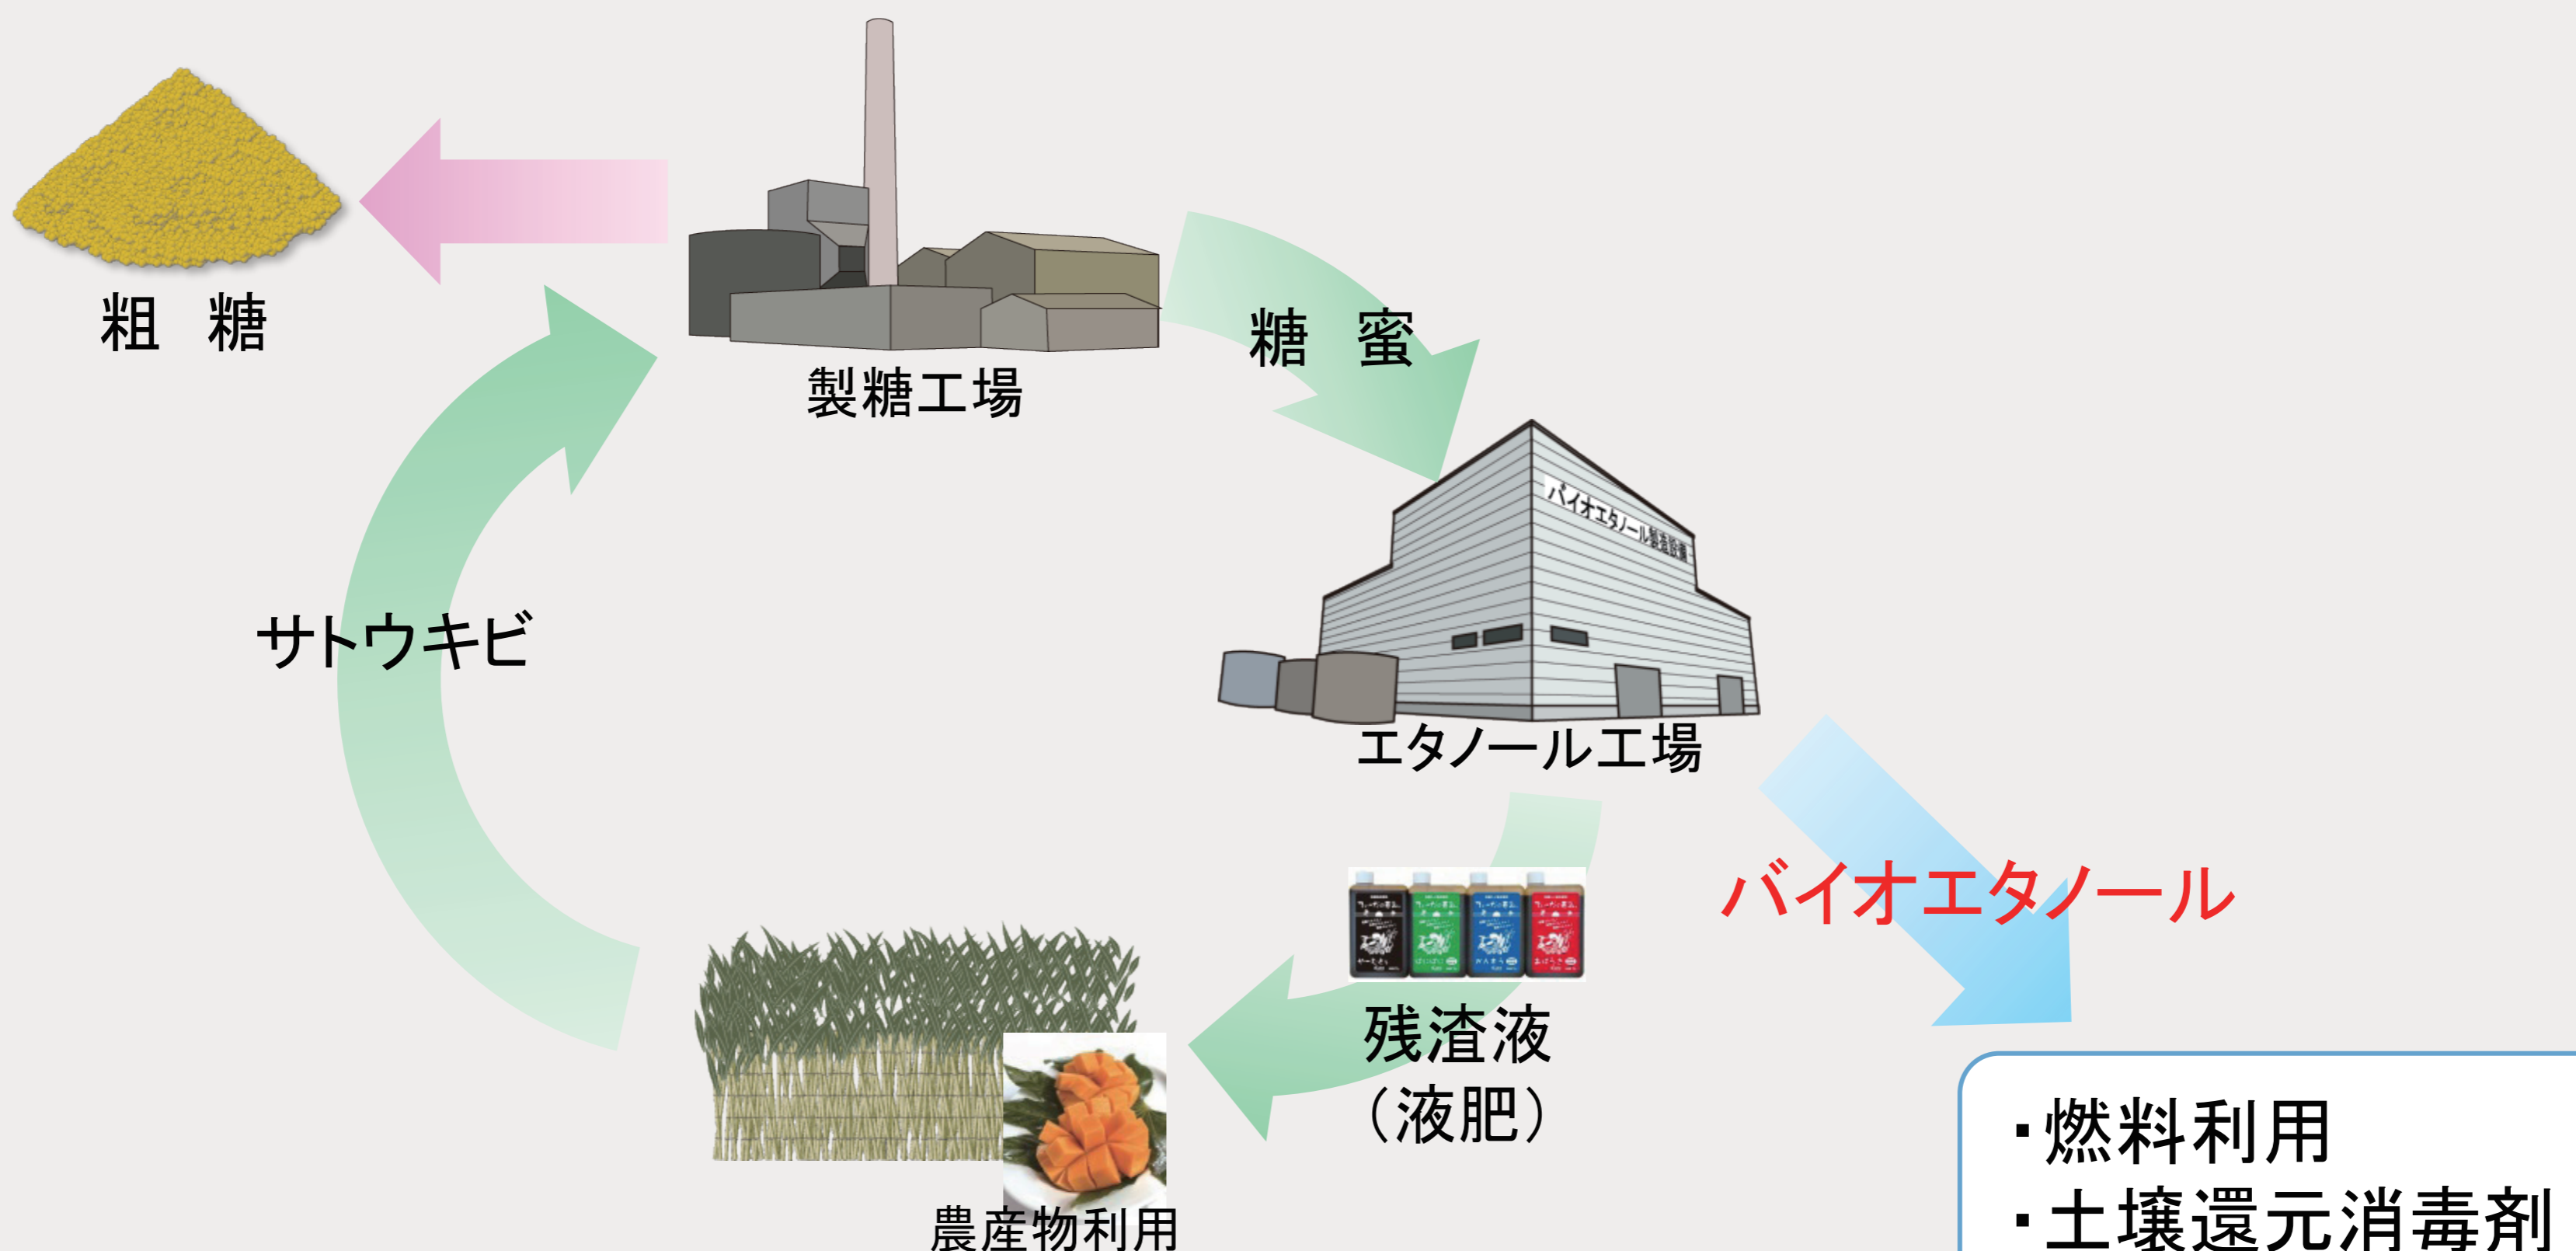 粗　糖
製糖工場
糖　蜜
バイオエタノール製造設備
サトウキビ
エタノール工場
バイオエタノール
残渣液
（液肥）
農産物利用
・燃料利用
・土壌還元消毒剤